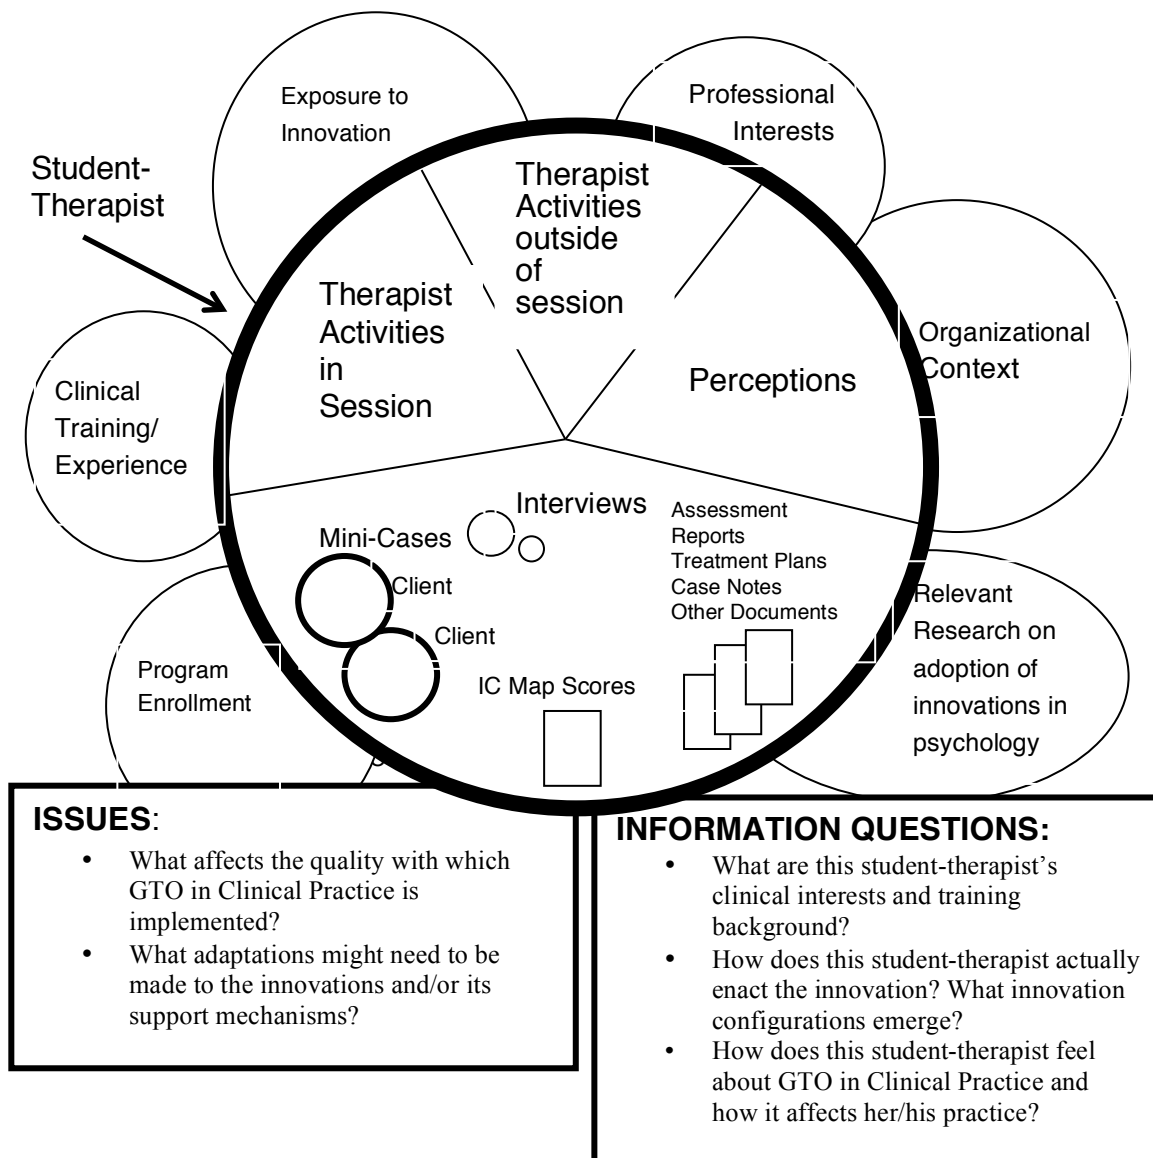 Exposure to
Innovation
Professional
Interests
Student-
Therapist
Therapist
Activities
outside
of
session
Therapist
Activities
in
Session
Organizational
Context
Perceptions
Clinical
Training/
Experience
Interviews
Assessment
Reports
Treatment Plans
Case Notes
Other Documents
Mini-Cases
Client
Client
IC Map Scores
Program
Enrollment
Relevant
Research on
adoption of
innovations in
psychology
ISSUES:
• What affects the quality with which
GTO in Clinical Practice is
implemented?
• What adaptations might need to be
made to the innovations and/or its
support mechanisms?
INFORMATION QUESTIONS:
• What are this student-therapist’s
clinical interests and training
background?
• How does this student-therapist actually
enact the innovation? What innovation
configurations emerge?
• How does this student-therapist feel
about GTO in Clinical Practice and
how it affects her/his practice?